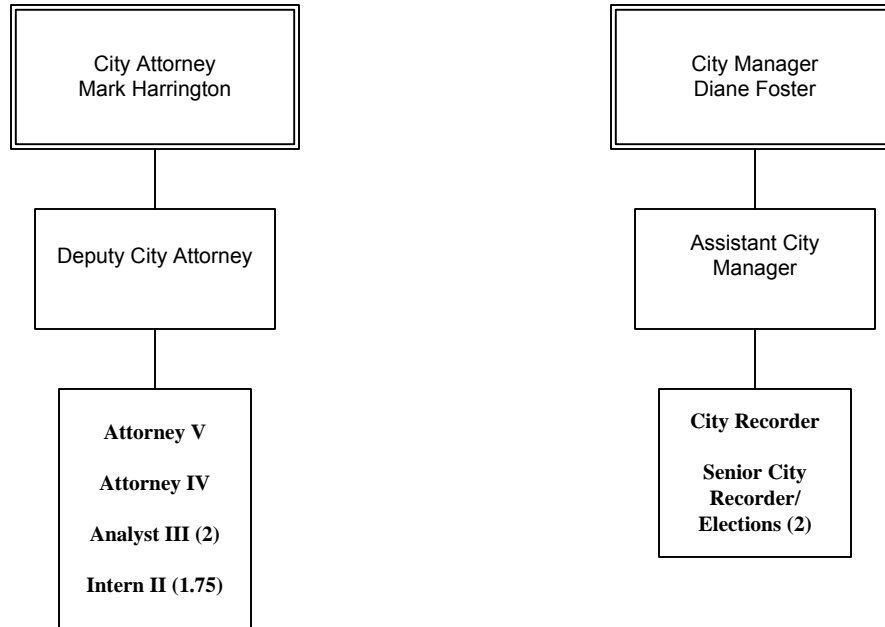 City Attorney
Mark Harrington
Deputy City Attorney
Attorney V
Attorney IV
Analyst III (2)
Intern II (1.75)
City Manager
Diane Foster
Assistant City
Manager
City Recorder
Senior City
Recorder/
Elections (2)